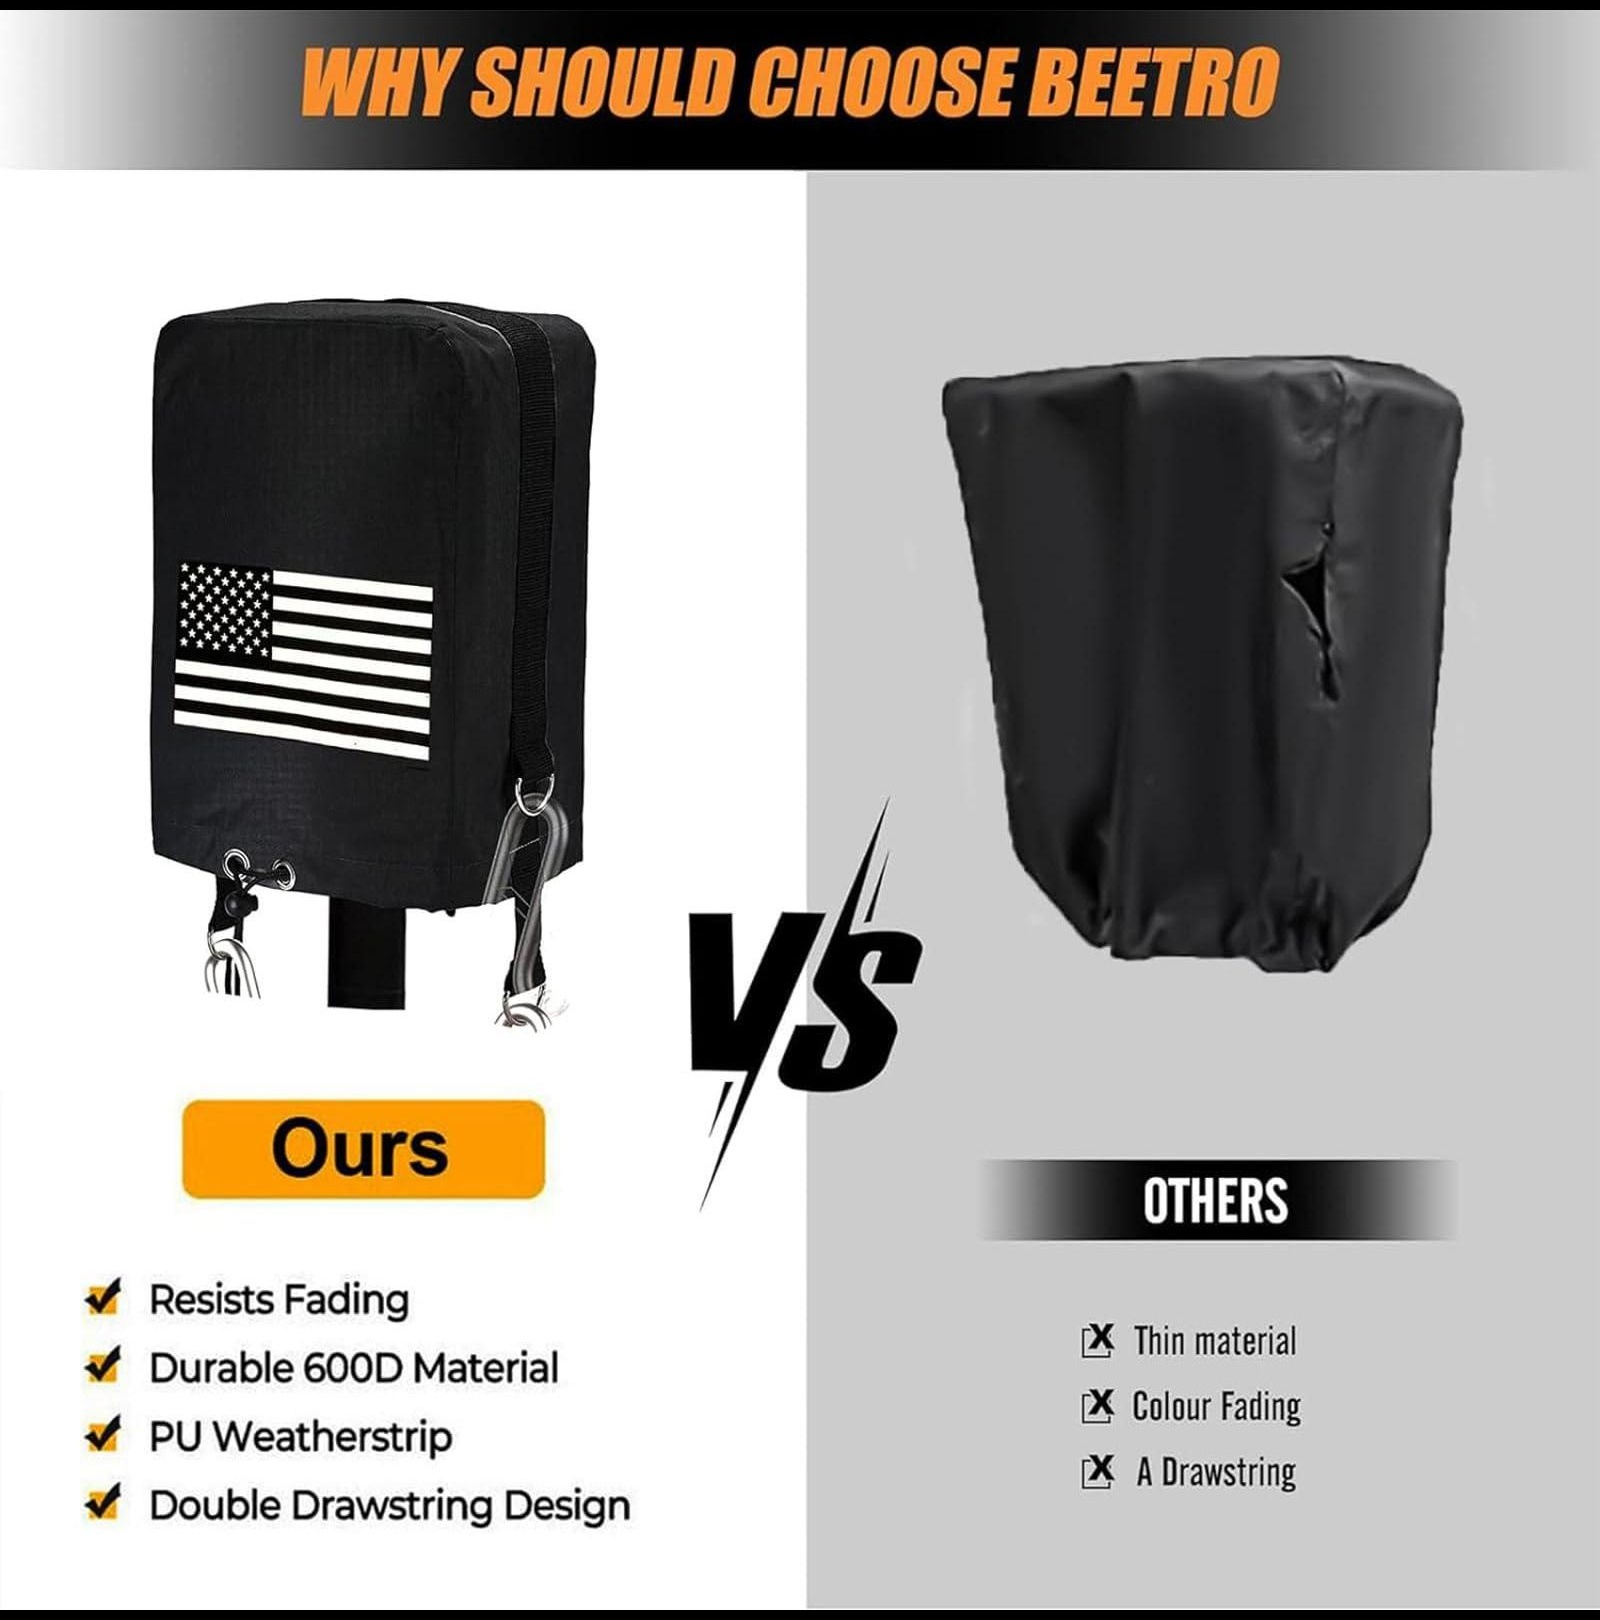 WHY SHOULD CHOOSE BEETRO
VS
Ours
Resists Fading
Durable 600D Material
PU Weatherstrip
Double Drawstring Design
OTHERS
Thin material
Colour Fading
A Drawstring